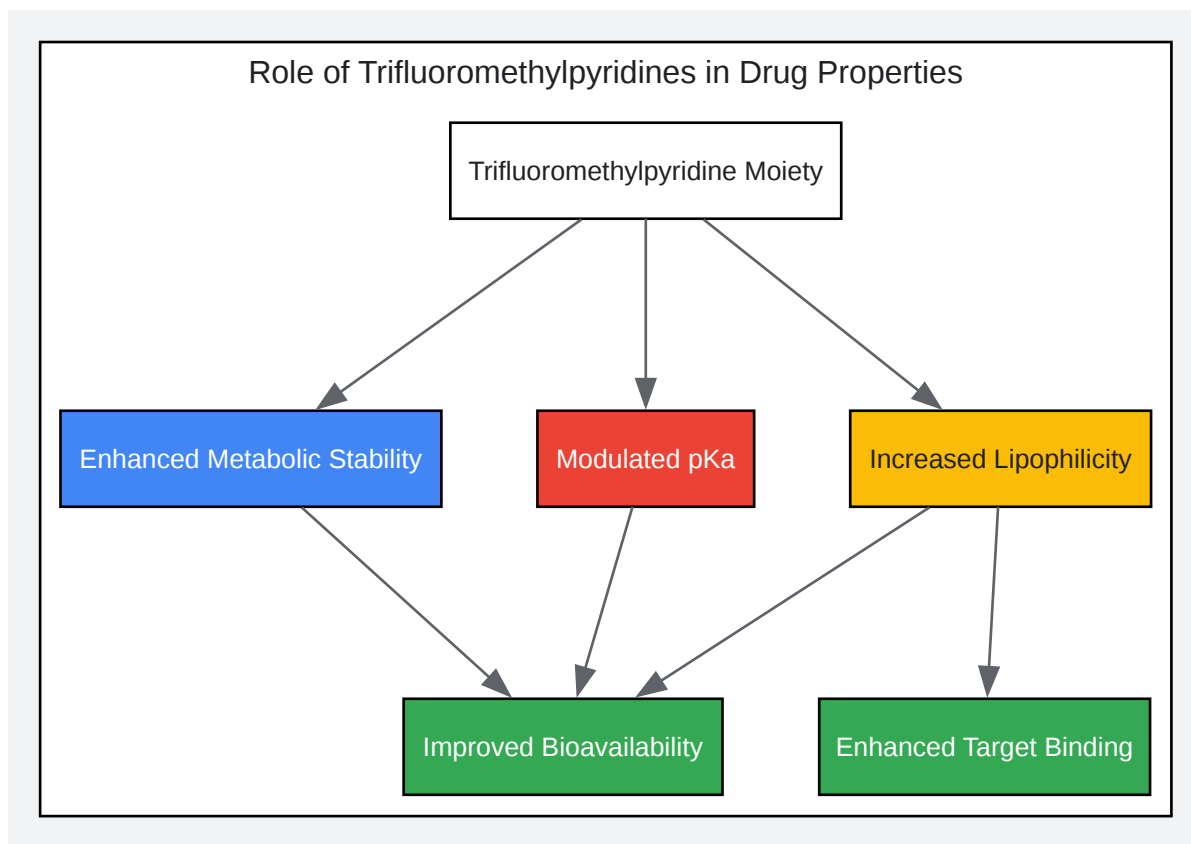 Role of Trifluoromethylpyridines in Drug Properties
Trifluoromethylpyridine Moiety
Enhanced Metabolic Stability
Modulated pKa
Increased Lipophilicity
Improved Bioavailability
Enhanced Target Binding